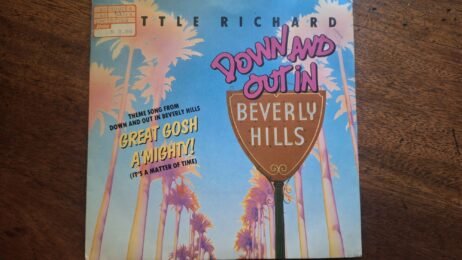 TTLE RICHARD
DOWN AND
OUT IN
BEVERLY
HILLS
THEME SONG FROM
DOWN AND OUT IN BEVERLY HILLS
GREAT GOSH
A'MIGHTY!
(IT'S A MATTER OF TIME)